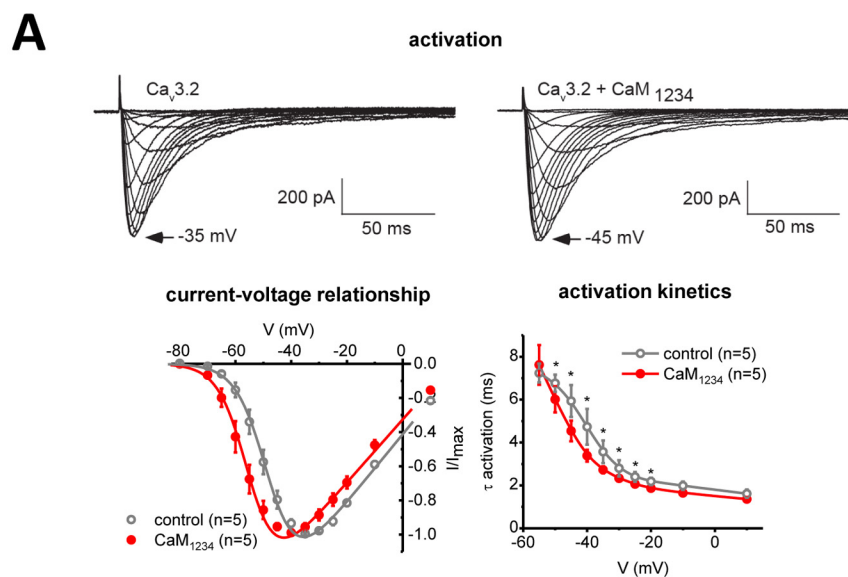 A
activation
Cav3.2
Cav3.2 + CaM 1234
200 pA
50 ms
200 pA
50 ms
-35 mV
-45 mV
current-voltage relationship
V (mV)
-80 -60 -40 -20 0
0.0
-0.2
-0.4
-0.6
-0.8
-1.0
I/Imax
control (n=5)
CaM1234 (n=5)
activation kinetics
8
6
4
2
0
τ activation (ms)
control (n=5)
CaM1234 (n=5)
* * * * * * *
-60 -40 -20 0
V (mV)